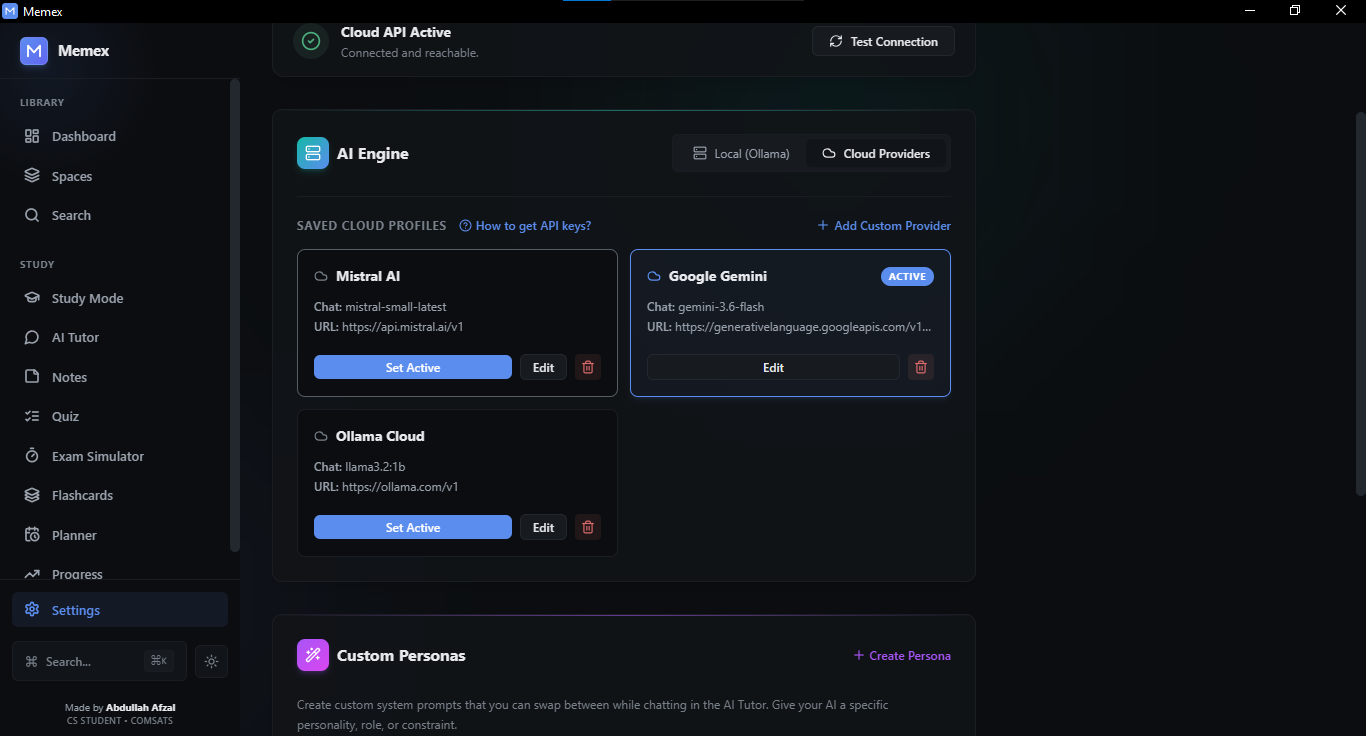 Memex
Memex
LIBRARY
Dashboard
Spaces
Search
STUDY
Study Mode
AI Tutor
Notes
Quiz
Exam Simulator
Flashcards
Planner
Progress
Settings
Search...
⌘K
Made by Abdullah Afzal
CS STUDENT • COMSATS
Cloud API Active
Connected and reachable.
Test Connection
AI Engine
Local (Ollama)
Cloud Providers
SAVED CLOUD PROFILES
How to get API keys?
+ Add Custom Provider
Mistral AI
Chat: mistral-small-latest
URL: https://api.mistral.ai/v1
Set Active
Edit
Google Gemini
ACTIVE
Chat: gemini-3.6-flash
URL: https://generativelanguage.googleapis.com/v1...
Edit
Ollama Cloud
Chat: llama3.2:1b
URL: https://ollama.com/v1
Set Active
Edit
Custom Personas
+ Create Persona
Create custom system prompts that you can swap between while chatting in the AI Tutor. Give your AI a specific
personality, role, or constraint.